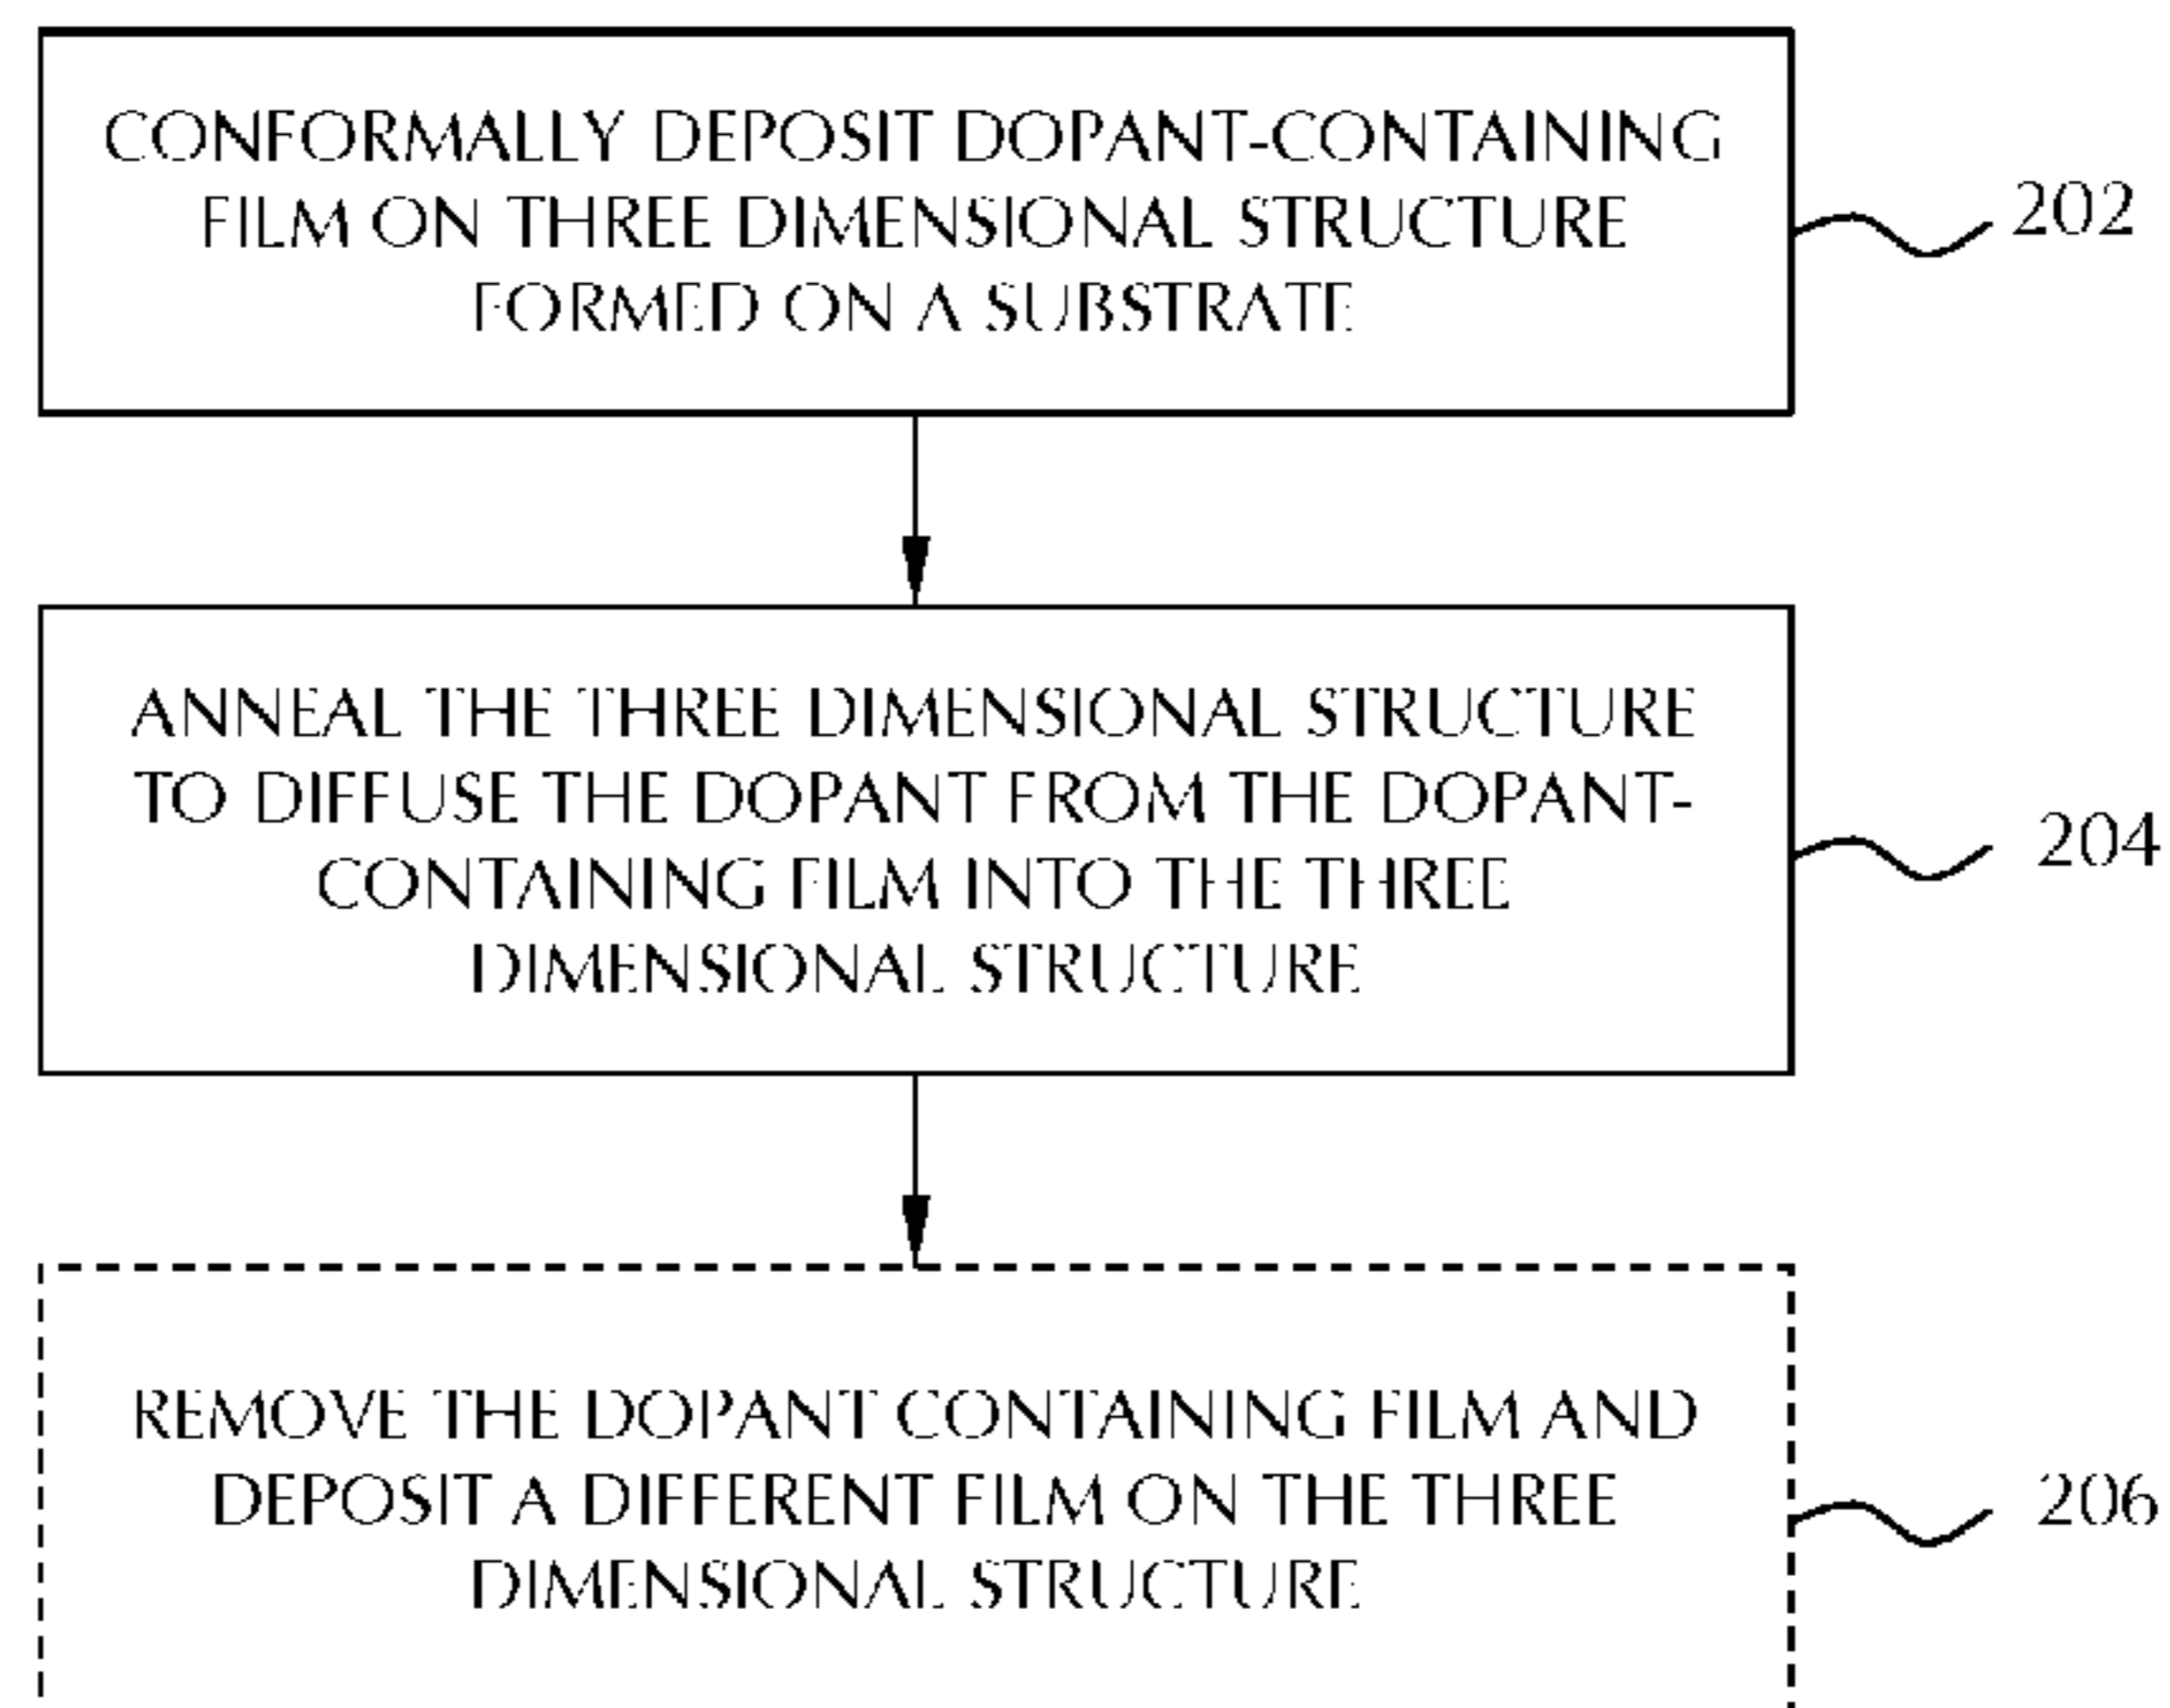 CONFORMALLY DEPOSIT DOPANT-CONTAINING
FILM ON THREE DIMENSIONAL STRUCTURE
FORMED ON A SUBSTRATE
202
ANNEAL THE THREE DIMENSIONAL STRUCTURE
TO DIFFUSE THE DOPANT FROM THE DOPANT-
CONTAINING FILM INTO THE THREE
DIMENSIONAL STRUCTURE
204
REMOVE THE DOPANT CONTAINING FILM AND
DEPOSIT A DIFFERENT FILM ON THE THREE
DIMENSIONAL STRUCTURE
206